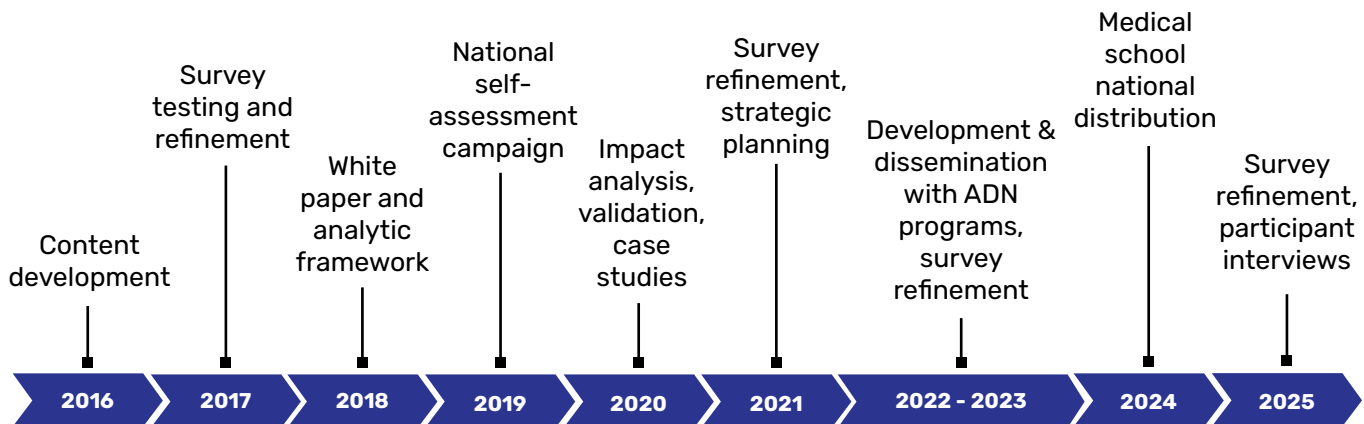 Content
development
Survey
testing and
refinement
White
paper and
analytic
framework
National
self-
assessment
campaign
Impact
analysis,
validation,
case
studies
Survey
refinement,
strategic
planning
Development &
dissemination
with ADN
programs,
survey
refinement
Medical
school
national
distribution
Survey
refinement,
participant
interviews
2016
2017
2018
2019
2020
2021
2022 - 2023
2024
2025